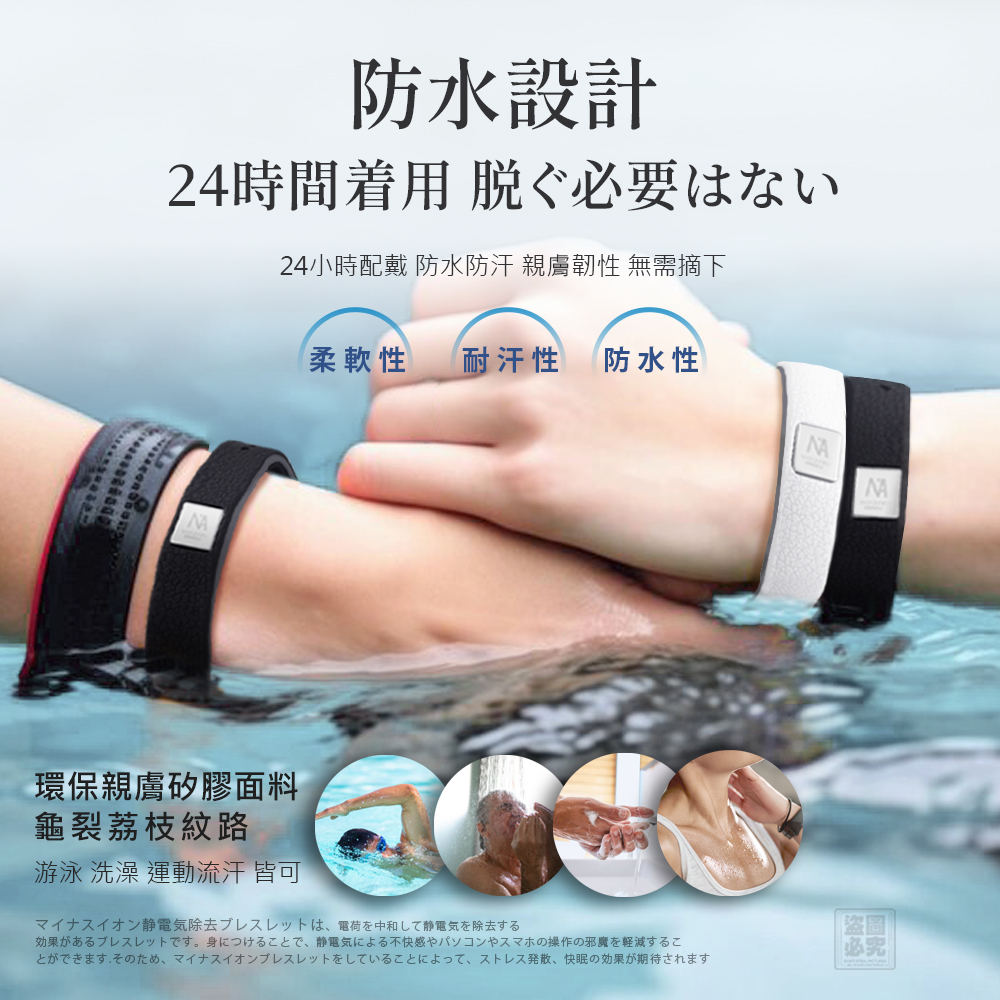 防水設計
24時間着用 脱ぐ必要はない
24小時配戴 防水防汗 親膚韌性 無需摘下
柔軟性 耐汗性 防水性
NA
NA
NA
環保親膚矽膠面料
龜裂荔枝紋路
游泳 洗澡 運動流汗 皆可
マイナスイオン静電気除去ブレスレットは、電荷を中和して静電気を除去する
効果があるブレスレットです。身につけることで、静電気による不快感やパソコンやスマホの操作の邪魔を軽減するこ
とができます.そのため、マイナスイオンブレスレットをしていることによって、ストレス発散、快眠の効果が期待されます
盜圖
必究